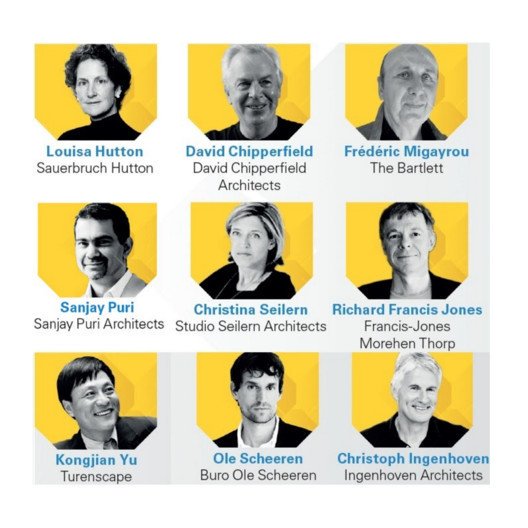 Louisa Hutton
Sauerbruch Hutton
David Chipperfield
David Chipperfield
Architects
Frédéric Migayrou
The Bartlett
Sanjay Puri
Sanjay Puri Architects
Christina Seilern
Studio Seilern Architects
Richard Francis Jones
Francis-Jones
Morehen Thorp
Kongjian Yu
Turenscape
Ole Scheeren
Buro Ole Scheeren
Christoph Ingenhoven
Ingenhoven Architects